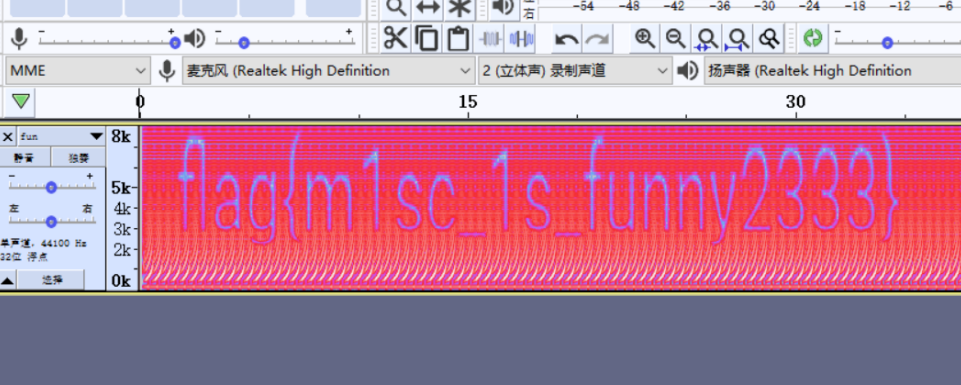 右 -54 -48 -42 -36 -30 -24 -18 -12 -6
- + - + -
MME 麦克风 (Realtek High Definition 2 (立体声) 录制声道 扬声器 (Realtek High Definition
0 15 30
× fun 8k
静音 独奏
- + 5k
左 右 4k
3k
单声道, 44100 Hz 2k
32位 浮点
选择 0k
flag{m1sc_1s_funny2333}